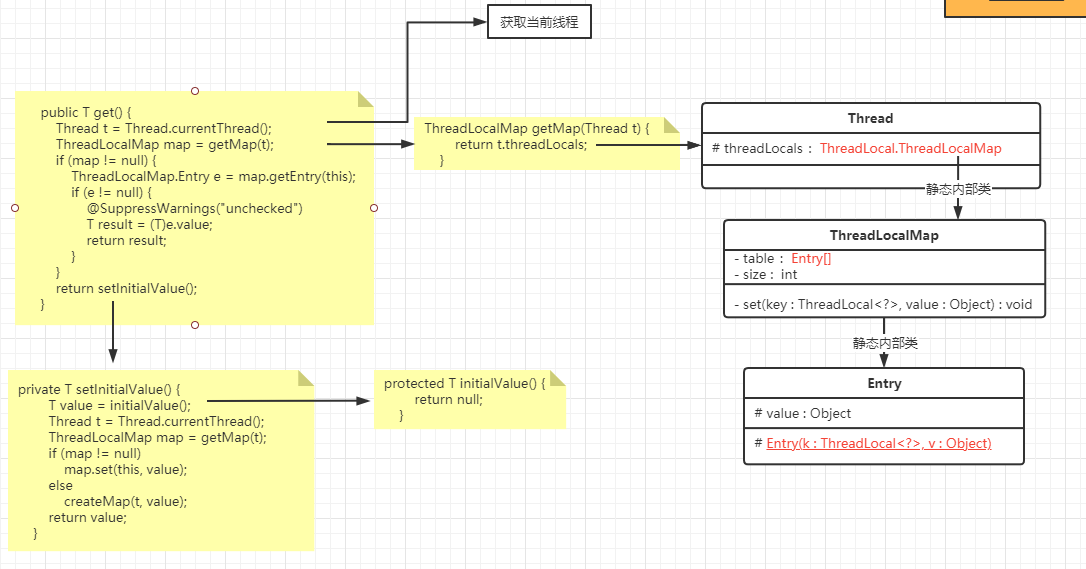 获取当前线程
public T get() {
Thread t = Thread.currentThread();
ThreadLocalMap map = getMap(t);
if (map != null) {
ThreadLocalMap.Entry e = map.getEntry(this);
if (e != null) {
@SuppressWarnings("unchecked")
T result = (T)e.value;
return result;
}
}
return setInitialValue();
}
ThreadLocalMap getMap(Thread t) {
return t.threadLocals;
}
Thread
# threadLocals : ThreadLocal.ThreadLocalMap
静态内部类
ThreadLocalMap
- table : Entry[]
- size : int
- set(key : ThreadLocal<?>, value : Object) : void
静态内部类
Entry
# value : Object
# Entry(k : ThreadLocal<?>, v : Object)
private T setInitialValue() {
T value = initialValue();
Thread t = Thread.currentThread();
ThreadLocalMap map = getMap(t);
if (map != null)
map.set(this, value);
else
createMap(t, value);
return value;
}
protected T initialValue() {
return null;
}